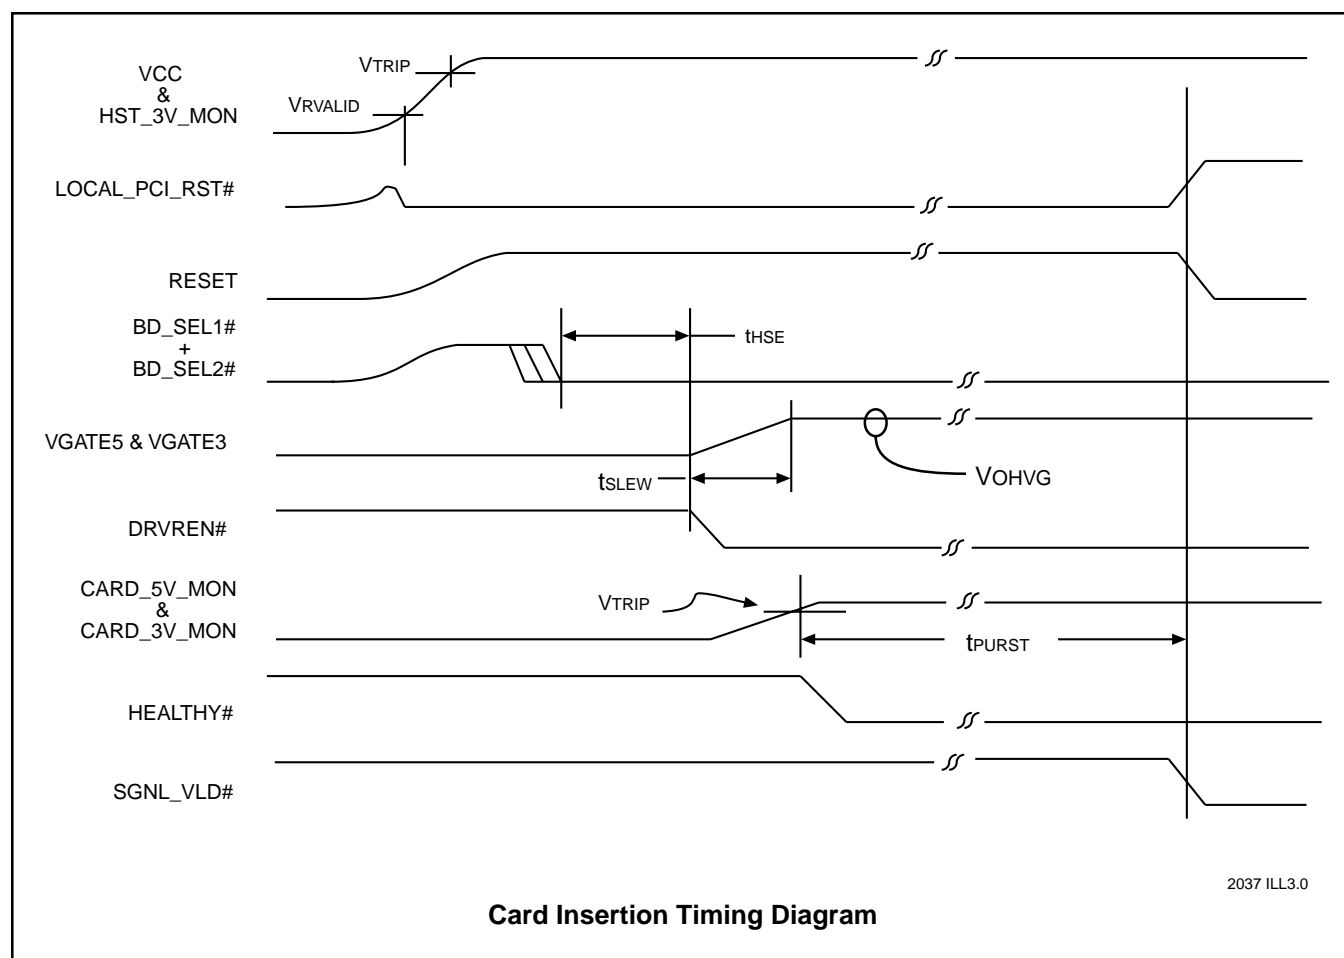 VTRIP
VCC
&
HST_3V_MON
VRVALID
LOCAL_PCI_RST#
RESET
BD_SEL1#
+
BD_SEL2#
tHSE
VGATE5 & VGATE3
tSLEW
VOHVG
DRVREN#
CARD_5V_MON
&
CARD_3V_MON
VTRIP
tPURST
HEALTHY#
SGNL_VLD#
2037 ILL3.0
Card Insertion Timing Diagram